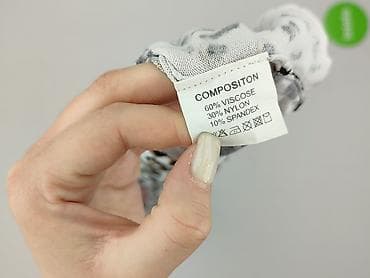 COMPOSITON
60% VISCOSE
30% NYLON
10% SPANDEX